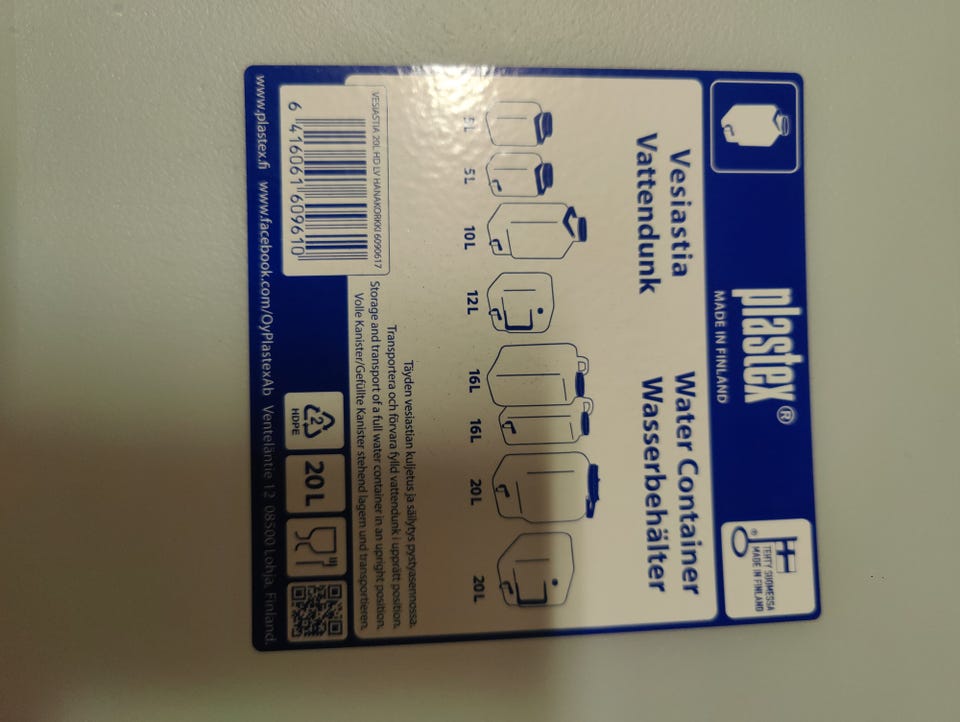 plastex®
MADE IN FINLAND
® TEHTY SUOMESSA
MADE IN FINLAND
Vesiastia
Vattendunk
Water Container
Wasserbehälter
5L
5L
10L
12L
16L
16L
20L
20L
Täyden vesiastian kuljetus ja säilytys pystyasennossa.
Transportera och förvara fylld vattendunk i upprätt position.
Storage and transport of a full water container in an upright position.
Volle Kanister/Gefüllte Kanister stehend lagern und transportieren.
VESIASTIA 20L HD LV HANAKORKKI 6090617
6 416061 609610
2
HDPE
20L
www.plastex.fi www.facebook.com/OyPlastexAb Ventelántie 12 08500 Lohja, Finland.